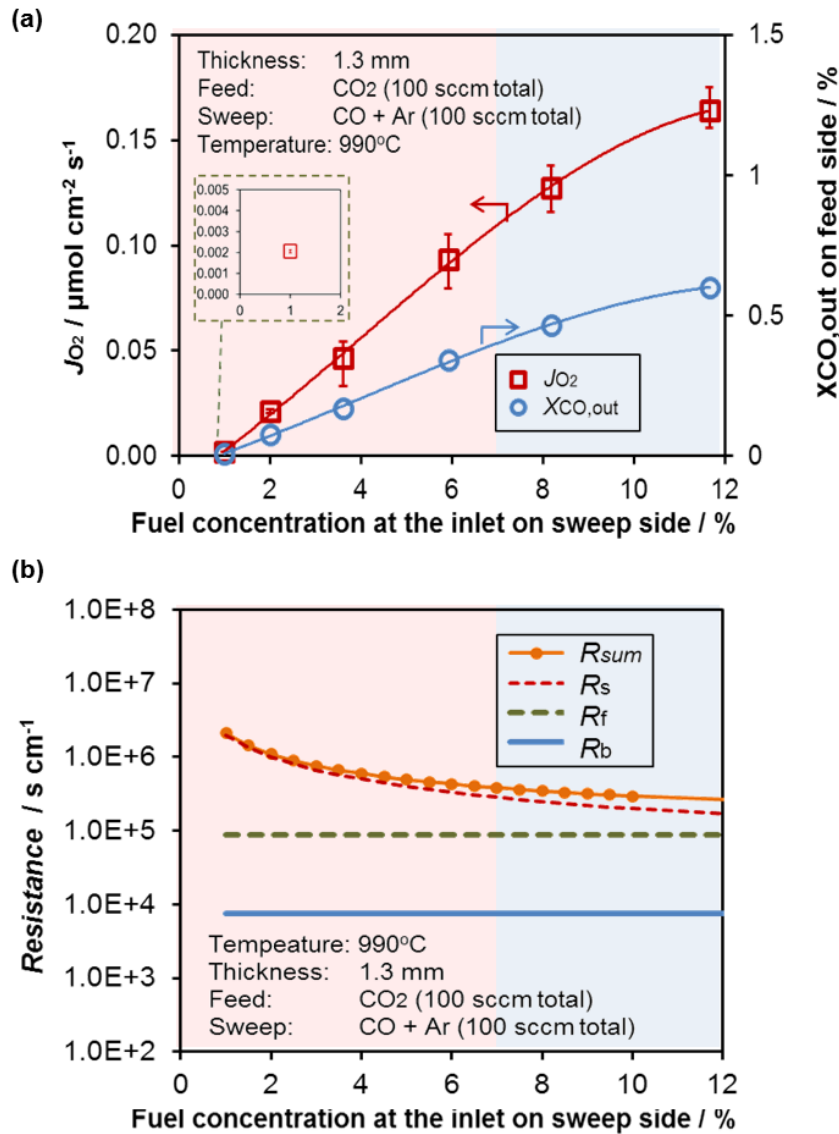 (a)
0.20
0.15
0.10
0.05
0.00
JO2 / μmol cm-2 s-1
Thickness: 1.3 mm
Feed: CO2 (100 sccm total)
Sweep: CO + Ar (100 sccm total)
Temperature: 990oC
0.005
0.004
0.003
0.002
0.001
0.000
0 1 2
JO2
XCO,out
1.5
1
0.5
0
XCO,out on feed side / %
0 2 4 6 8 10 12
Fuel concentration at the inlet on sweep side / %
(b)
1.0E+8
1.0E+7
1.0E+6
1.0E+5
1.0E+4
1.0E+3
1.0E+2
Resistance / s cm-1
Rsum
Rs
Rf
Rb
Tempeature: 990oC
Thickness: 1.3 mm
Feed: CO2 (100 sccm total)
Sweep: CO + Ar (100 sccm total)
0 2 4 6 8 10 12
Fuel concentration at the inlet on sweep side / %